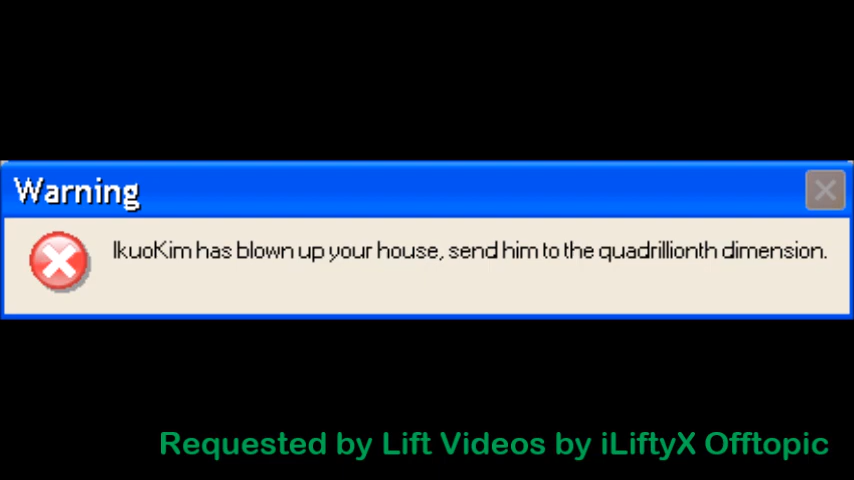 Warning
IkuoKim has blown up your house, send him to the quadrillionth dimension.
Requested by Lift Videos by iLiftyX Offtopic